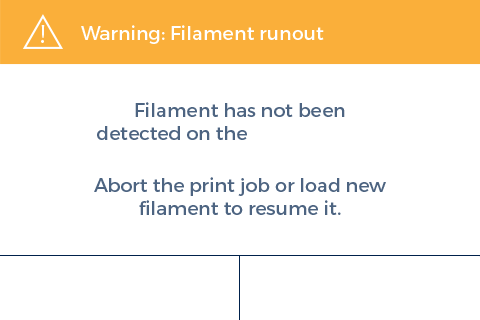 Warning: Filament runout
Filament has not been
detected on the
Abort the print job or load new
filament to resume it.